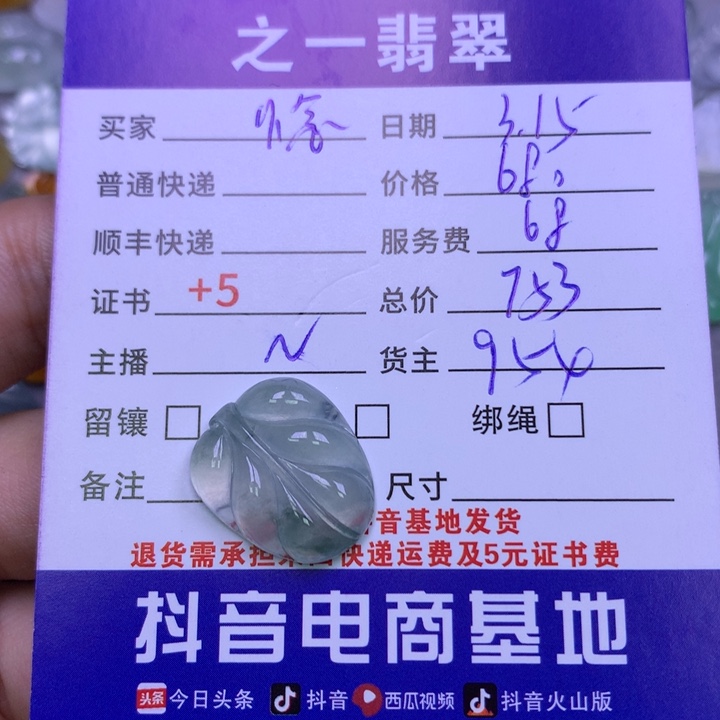 之一翡翠
买家 日期 3.15
普通快递 价格 680
顺丰快递 服务费 68
证书 +5 总价 753
主播 N 货主 954
留镶 绑绳
备注 尺寸
音基地发货
退货需承担来回快递运费及5元证书费
抖音电商基地
头条 今日头条 抖音 西瓜视频 抖音火山版